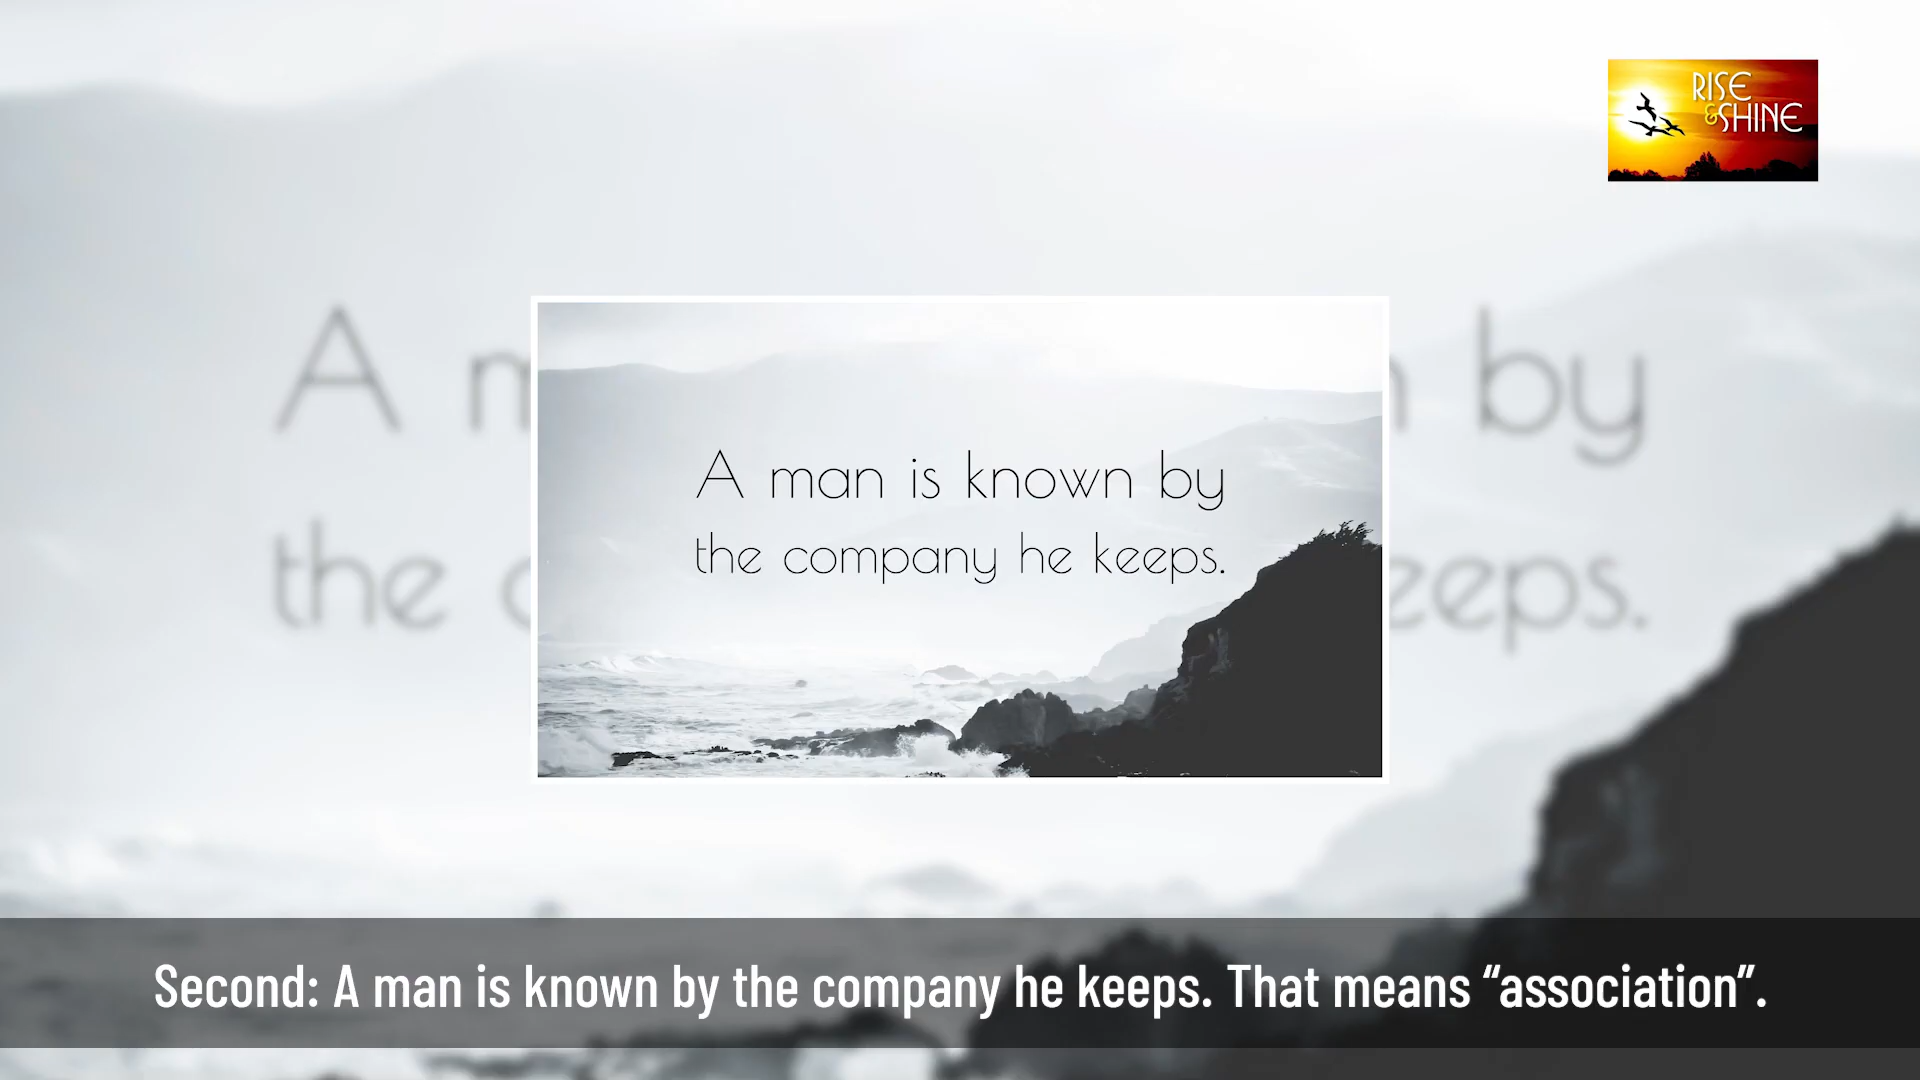 RISE
& SHINE
A man is known by
the company he keeps.
Second: A man is known by the company he keeps. That means “association”.